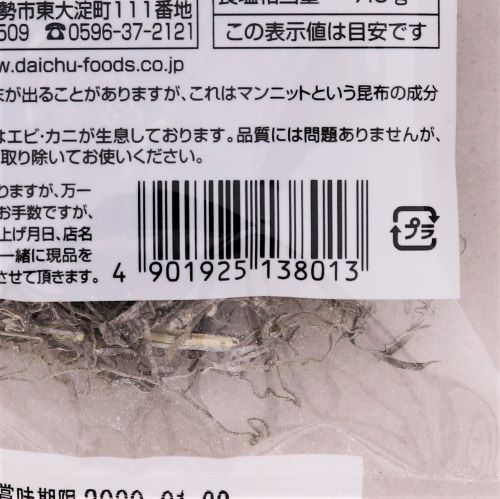 勢市東大淀町111番地
509 ☎0596-37-2121
この表示値は目安です
w.daichu-foods.co.jp
が出ることがありますが、これはマンニットという昆布の成分
はエビ・カニが生息しております。品質には問題ありませんが、
取り除いてお使いください。
りますが、万一
お手数ですが、
上げ月日、店名
一緒に現品を
させて頂きます。
プラ
4 901925 138013
賞味期限